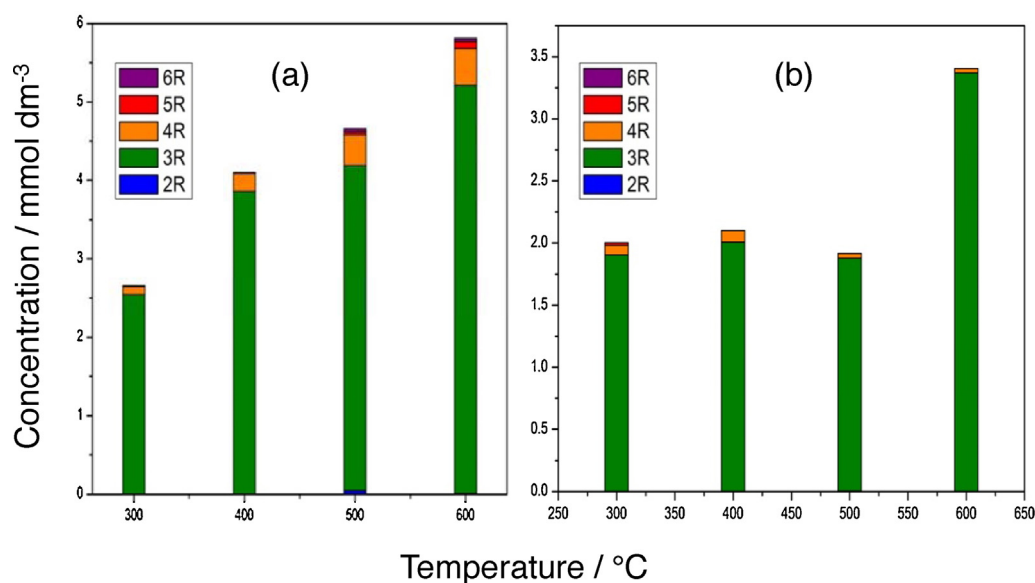 Concentration / mmol dm⁻³
6
5
4
3
2
1
0
(a)
6R
5R
4R
3R
2R
300 400 500 600
3.5
3.0
2.5
2.0
1.5
1.0
0.5
0.0
(b)
6R
5R
4R
3R
2R
250 300 350 400 450 500 550 600 650
Temperature / °C